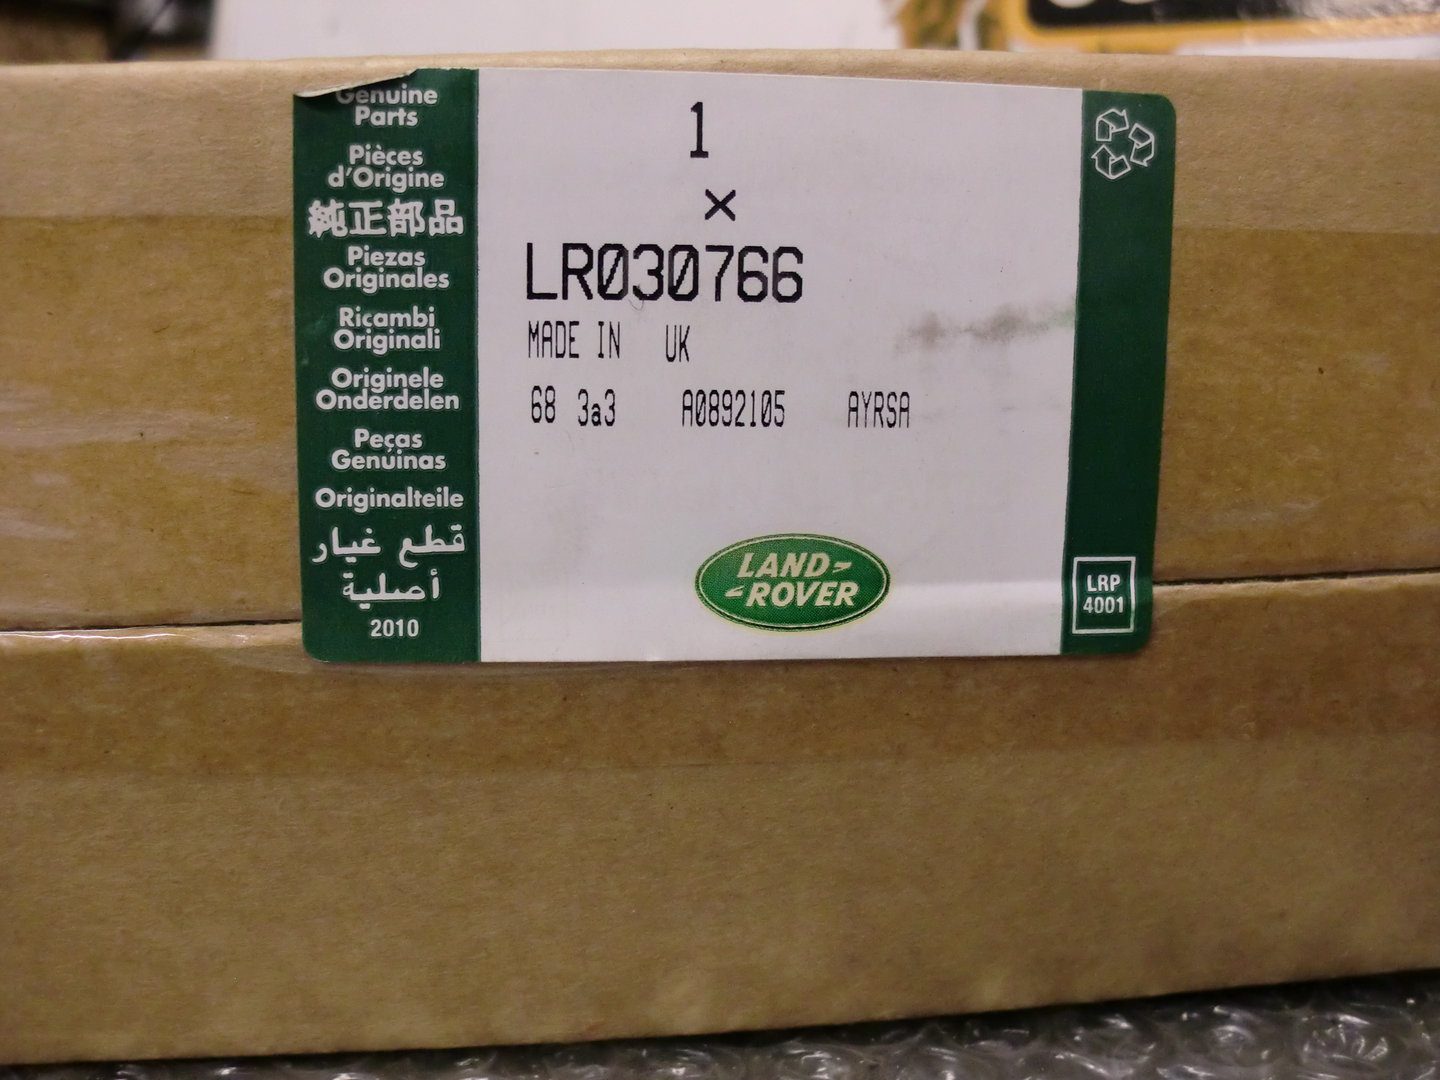 Genuine
Parts
Pièces
d'Origine
純正部品
Piezas
Originales
Ricambi
Originali
Originele
Onderdelen
Peças
Genuinas
Originalteile
قطع غيار
أصلية
2010
1
×
LR030766
MADE IN UK
68 3a3 A0892105 AYRSA
LAND-
-ROVER
LRP
4001